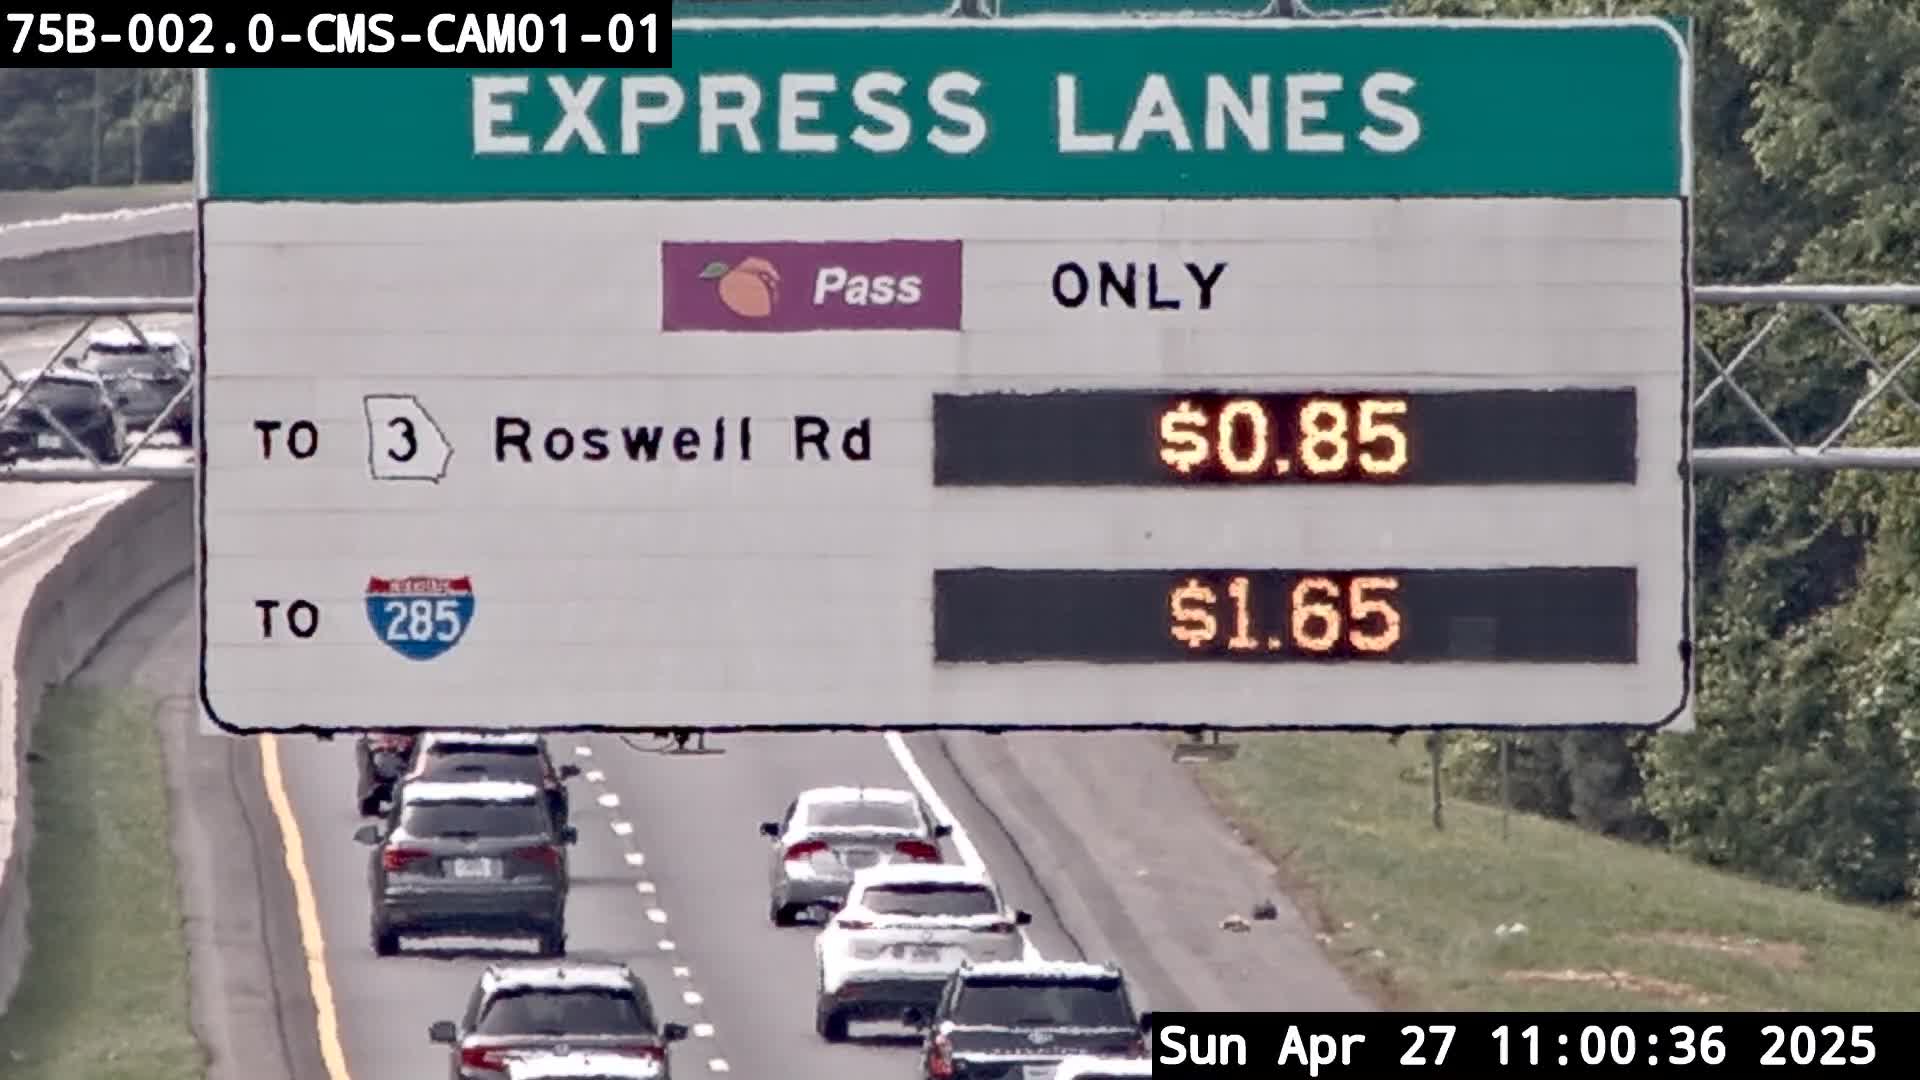 75B-002.0-CMS-CAM01-01
EXPRESS LANES
Pass ONLY
TO 3 Roswell Rd $0.85
TO 285 $1.65
Sun Apr 27 11:00:36 2025